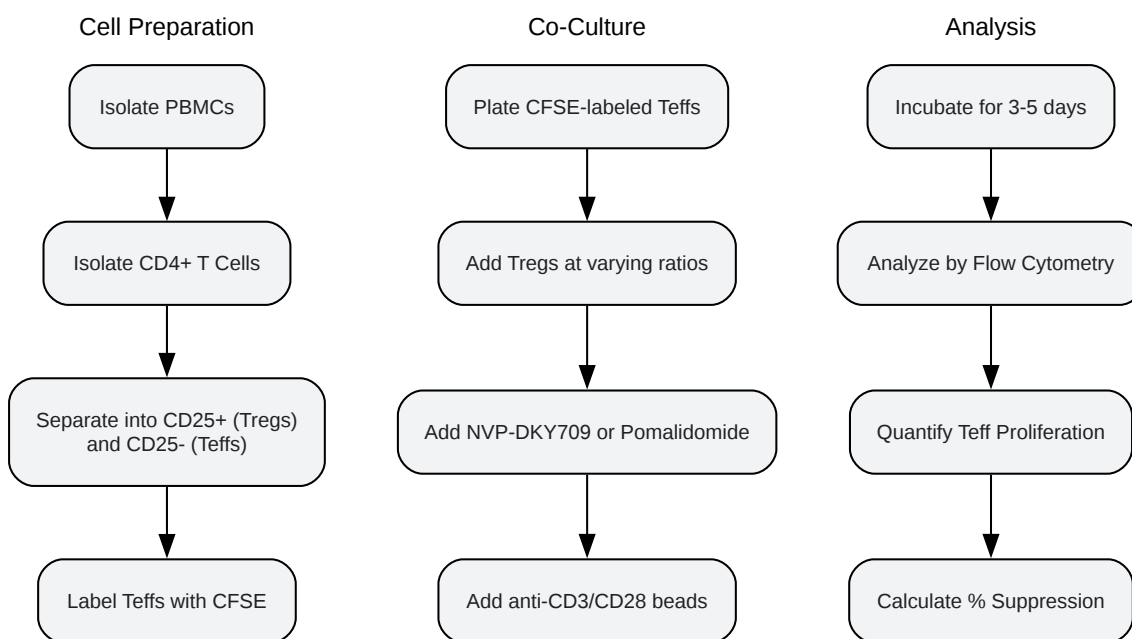 Cell Preparation
Isolate PBMCs
Isolate CD4+ T Cells
Separate into CD25+ (Tregs)
and CD25- (Teffs)
Label Teffs with CFSE
Co-Culture
Plate CFSE-labeled Teffs
Add Tregs at varying ratios
Add NVP-DKY709 or Pomalidomide
Add anti-CD3/CD28 beads
Analysis
Incubate for 3-5 days
Analyze by Flow Cytometry
Quantify Teff Proliferation
Calculate % Suppression